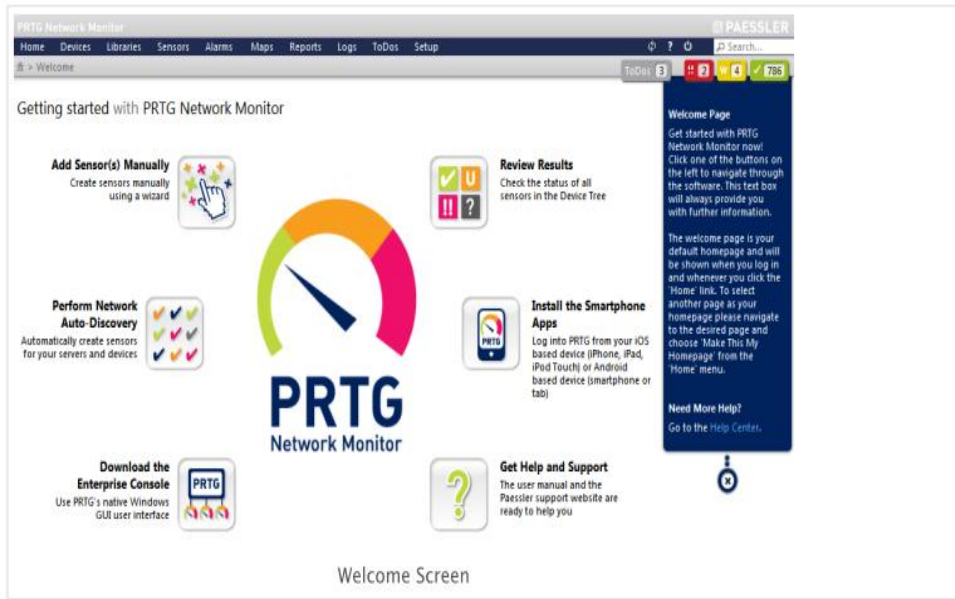 PRTG Network Monitor
PAESSLER
Home Devices Libraries Sensors Alarms Maps Reports Logs ToDos Setup
? Search...
> Welcome
ToDos 3 !! 2 W 4 ✓ 786
Getting started with PRTG Network Monitor
Add Sensor(s) Manually
Create sensors manually
using a wizard
Perform Network
Auto-Discovery
Automatically create sensors
for your servers and devices
Download the
Enterprise Console
Use PRTG's native Windows
GUI user interface
PRTG
PRTG
Network Monitor
U
!! ?
Review Results
Check the status of all
sensors in the Device Tree
PRTG
Install the Smartphone
Apps
Log into PRTG from your iOS
based device (iPhone, iPad,
iPod Touch) or Android
based device (smartphone or
tab)
?
Get Help and Support
The user manual and the
Paessler support website are
ready to help you
Welcome Page
Get started with PRTG
Network Monitor now!
Click one of the buttons on
the left to navigate through
the software. This text box
will always provide you
with further information.
The welcome page is your
default homepage and will
be shown when you log in
and whenever you click the
'Home' link. To select
another page as your
homepage please navigate
to the desired page and
choose 'Make This My
Homepage' from the
'Home' menu.
Need More Help?
Go to the Help Center.
Welcome Screen